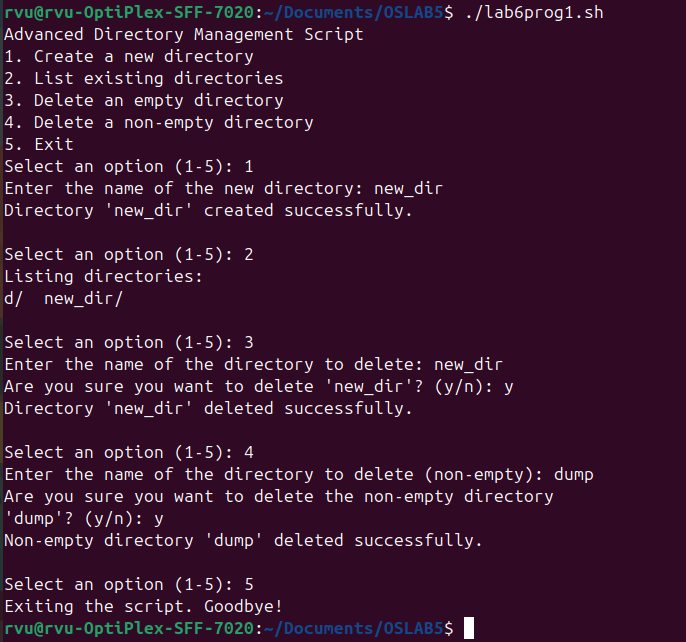 rvu@rvu-OptiPlex-SFF-7020:~/Documents/OSLAB5$ ./lab6prog1.sh
Advanced Directory Management Script
1. Create a new directory
2. List existing directories
3. Delete an empty directory
4. Delete a non-empty directory
5. Exit
Select an option (1-5): 1
Enter the name of the new directory: new_dir
Directory 'new_dir' created successfully.
Select an option (1-5): 2
Listing directories:
d/  new_dir/
Select an option (1-5): 3
Enter the name of the directory to delete: new_dir
Are you sure you want to delete 'new_dir'? (y/n): y
Directory 'new_dir' deleted successfully.
Select an option (1-5): 4
Enter the name of the directory to delete (non-empty): dump
Are you sure you want to delete the non-empty directory
'dump'? (y/n): y
Non-empty directory 'dump' deleted successfully.
Select an option (1-5): 5
Exiting the script. Goodbye!
rvu@rvu-OptiPlex-SFF-7020:~/Documents/OSLAB5$